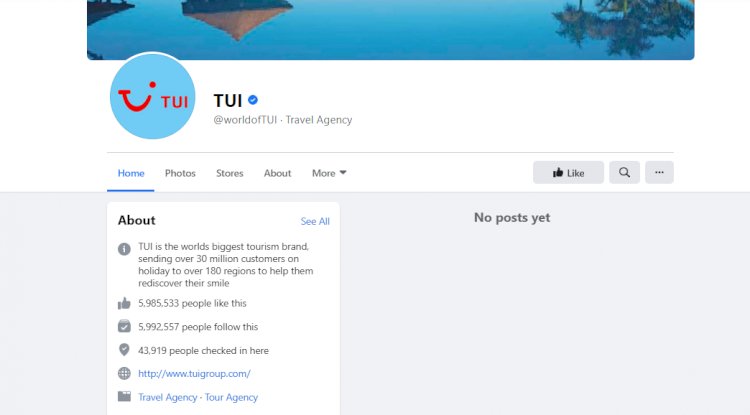 TUI
TUI
@worldofTUI · Travel Agency
Home
Photos
Stores
About
More
Like
About
See All
No posts yet
TUI is the worlds biggest tourism brand,
sending over 30 million customers on
holiday to over 180 regions to help them
rediscover their smile
5,985,533 people like this
5,992,557 people follow this
43,919 people checked in here
http://www.tuigroup.com/
Travel Agency · Tour Agency